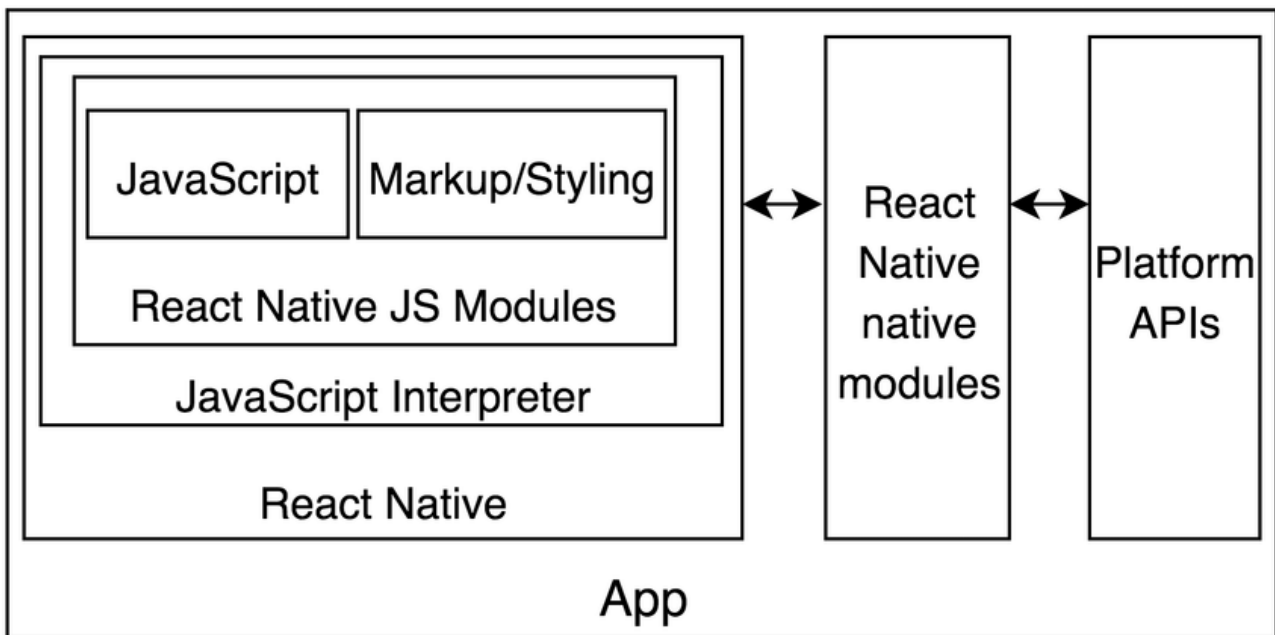 JavaScript
Markup/Styling
React Native JS Modules
JavaScript Interpreter
React Native
React
Native
native
modules
Platform
APIs
App